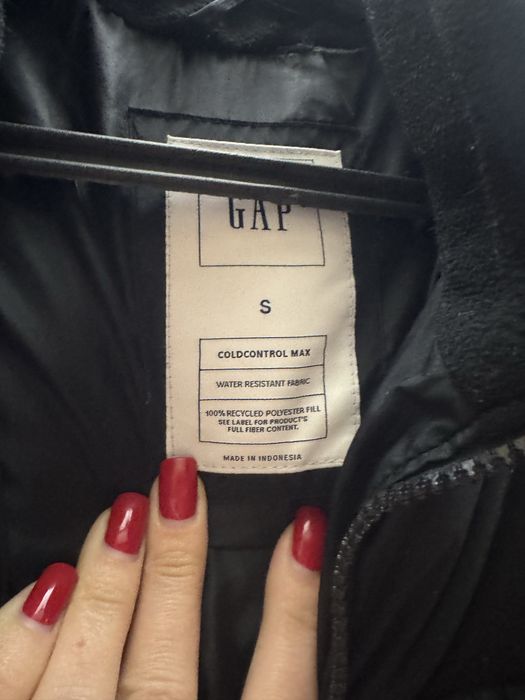 GAP
S
COLDCONTROL MAX
WATER RESISTANT FABRIC
100% RECYCLED POLYESTER FILL
SEE LABEL FOR PRODUCT'S
FULL FIBER CONTENT.
MADE IN INDONESIA